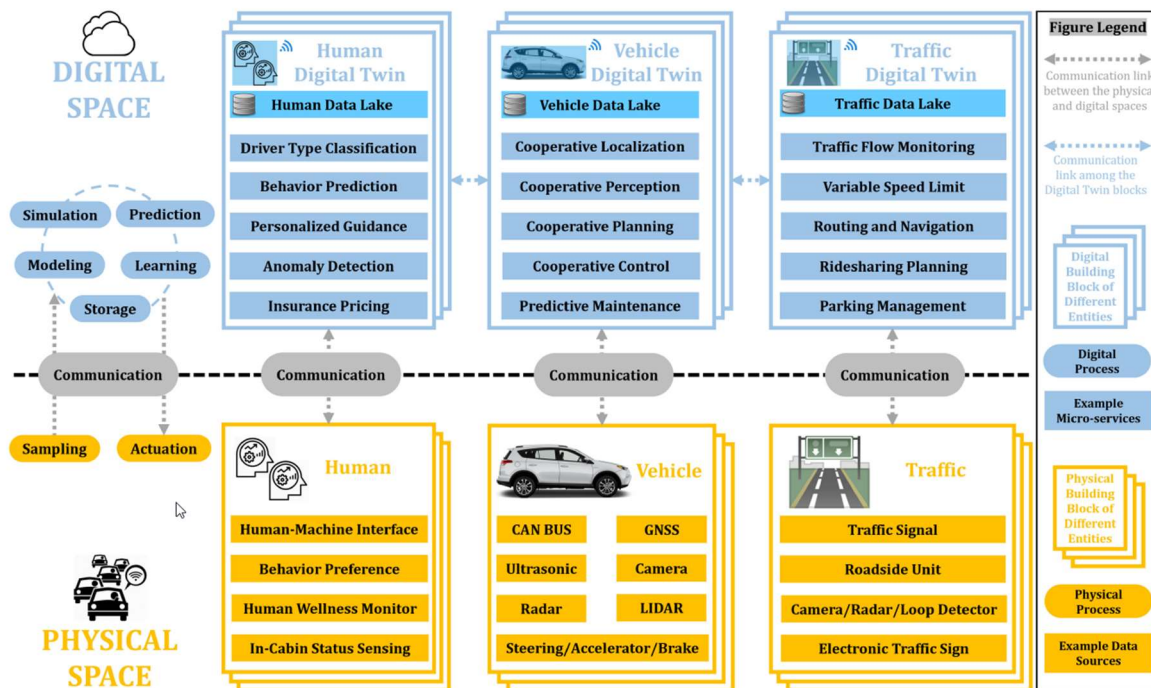 DIGITAL
SPACE
Simulation
Prediction
Modeling
Learning
Storage
Communication
Sampling
Actuation
PHYSICAL
SPACE
Human
Digital Twin
Human Data Lake
Driver Type Classification
Behavior Prediction
Personalized Guidance
Anomaly Detection
Insurance Pricing
Communication
Human
Human-Machine Interface
Behavior Preference
Human Wellness Monitor
In-Cabin Status Sensing
Vehicle
Digital Twin
Vehicle Data Lake
Cooperative Localization
Cooperative Perception
Cooperative Planning
Cooperative Control
Predictive Maintenance
Communication
Vehicle
CAN BUS
GNSS
Ultrasonic
Camera
Radar
LIDAR
Steering/Accelerator/Brake
Traffic
Digital Twin
Traffic Data Lake
Traffic Flow Monitoring
Variable Speed Limit
Routing and Navigation
Ridesharing Planning
Parking Management
Communication
Traffic
Traffic Signal
Roadside Unit
Camera/Radar/Loop Detector
Electronic Traffic Sign
Figure Legend
Communication link
between the physical
and digital spaces
Communication
link among the
Digital Twin blocks
Digital
Building
Block of
Different
Entities
Digital
Process
Example
Micro-services
Physical
Building
Block of
Different
Entities
Physical
Process
Example Data
Sources